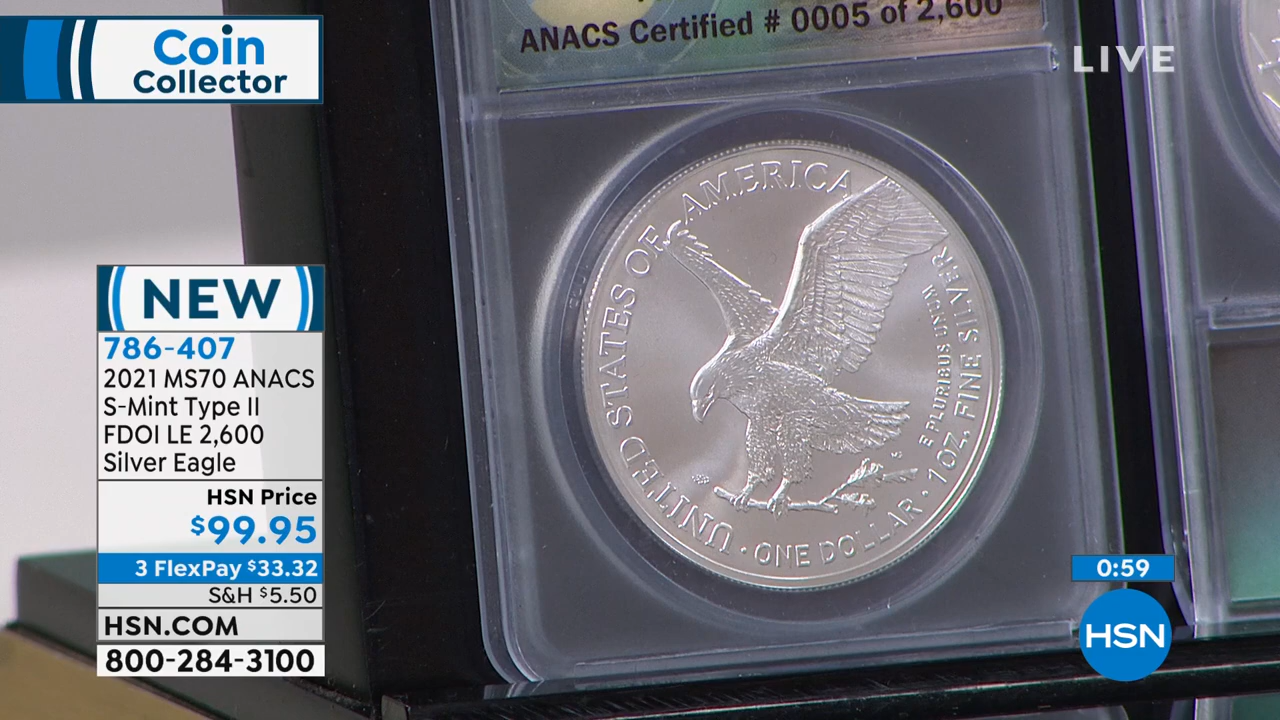 Coin
Collector
ANACS Certified # 0005 of 2,600
LIVE
NEW
786-407
2021 MS70 ANACS
S-Mint Type II
FDOI LE 2,600
Silver Eagle
HSN Price
$99.95
3 FlexPay $33.32
S&H $5.50
HSN.COM
800-284-3100
UNITED STATES OF AMERICA
E PLURIBUS UNUM
· ONE DOLLAR · 1 OZ. FINE SILVER
0:59
HSN